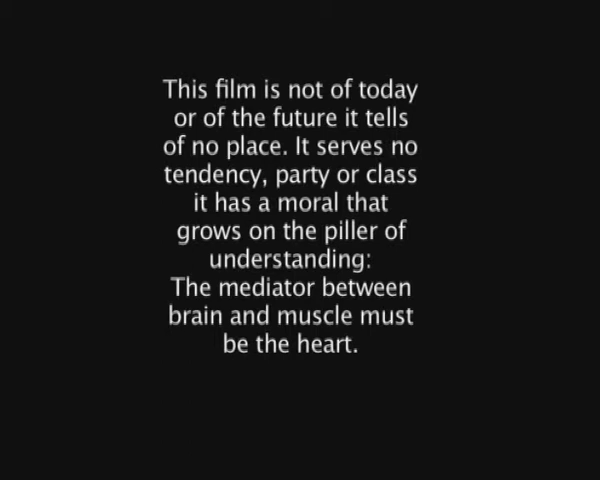 This film is not of today
or of the future it tells
of no place. It serves no
tendency, party or class
it has a moral that
grows on the piller of
understanding:
The mediator between
brain and muscle must
be the heart.